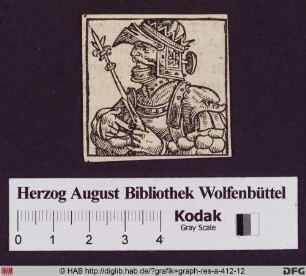 Herzog August Bibliothek Wolfenbüttel
0 1 2 3 4
Kodak
Gray Scale
© HAB http://diglib.hab.de/?grafik=graph-res-a-412-12
DFG